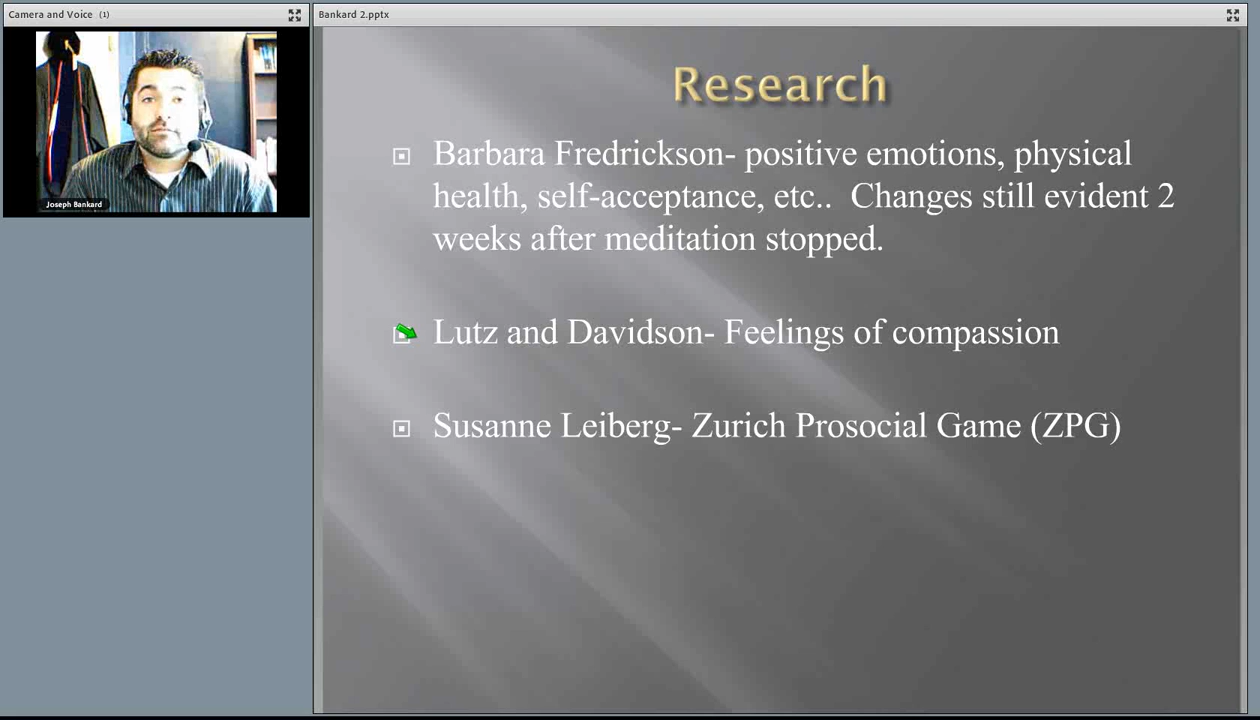 Camera and Voice (1)
Joseph Bankard
Bankard 2.pptx
Research
Barbara Fredrickson- positive emotions, physical
health, self-acceptance, etc.. Changes still evident 2
weeks after meditation stopped.
Lutz and Davidson- Feelings of compassion
Susanne Leiberg- Zurich Prosocial Game (ZPG)